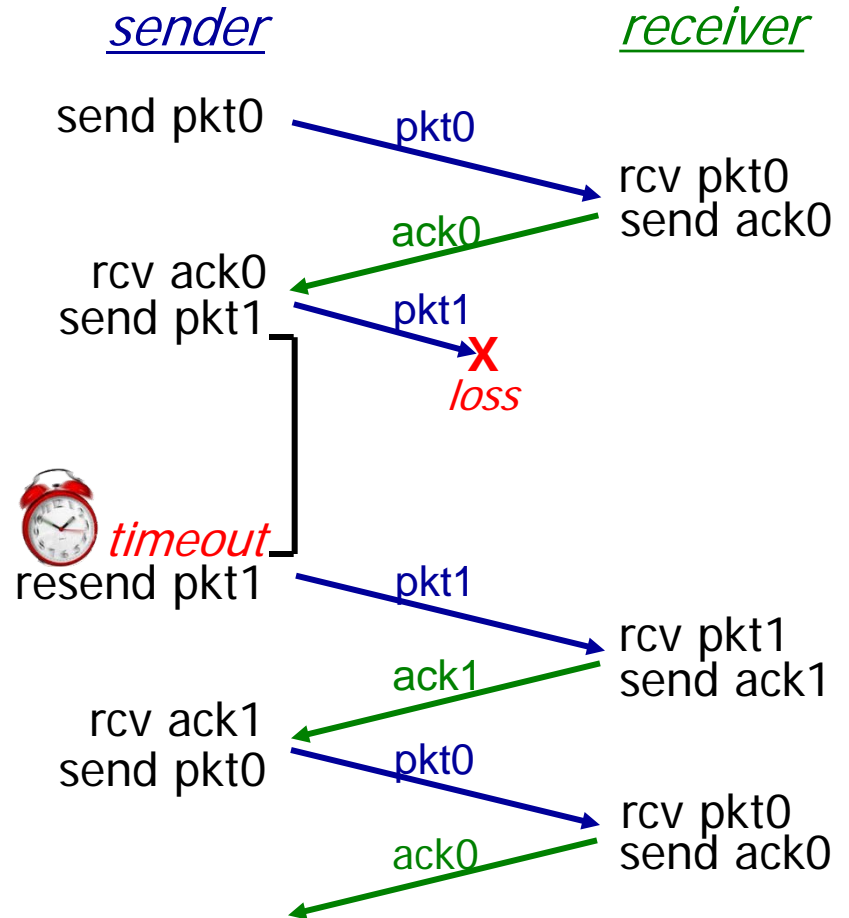 sender receiver
send pkt0
pkt0
rcv pkt0
send ack0
ack0
rcv ack0
send pkt1
pkt1
X
loss
timeout
resend pkt1
pkt1
rcv pkt1
send ack1
ack1
rcv ack1
send pkt0
pkt0
rcv pkt0
send ack0
ack0